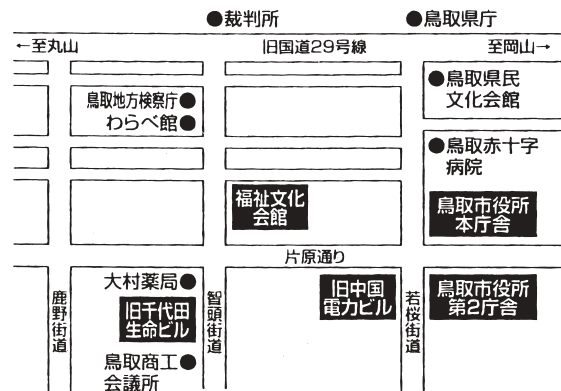 ●裁判所
●鳥取県庁
←至丸山
旧国道29号線
至岡山→
鳥取地方検察庁●
わらべ館●
●鳥取県民
文化会館
●鳥取赤十字
病院
福祉文化
会館
鳥取市役所
本庁舎
片原通り
鹿野街道
大村薬局●
旧千代田
生命ビル
鳥取商工●
会議所
智頭街道
旧中国
電力ビル
若桜街道
鳥取市役所
第2庁舎